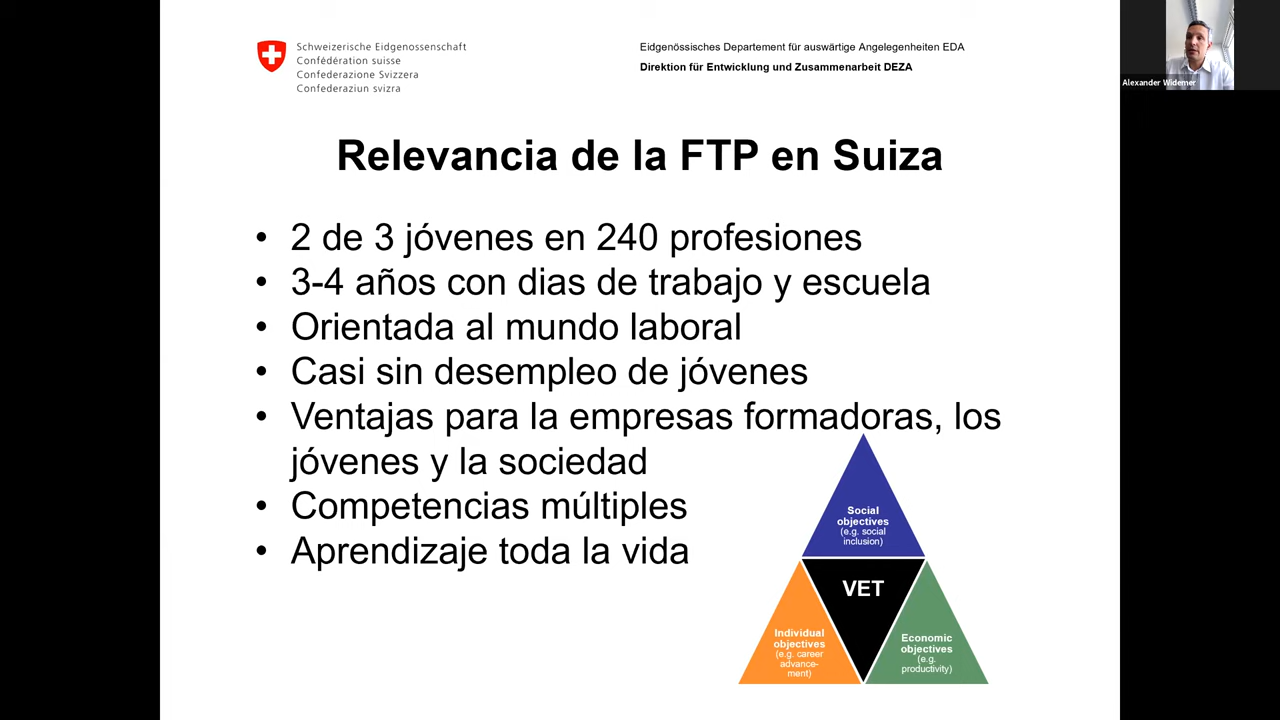 Schweizerische Eidgenossenschaft
Confédération suisse
Confederazione Svizzera
Confederaziun svizra
Eidgenössisches Departement für auswärtige Angelegenheiten EDA
Direktion für Entwicklung und Zusammenarbeit DEZA
Alexander Widemer
Relevancia de la FTP en Suiza
• 2 de 3 jóvenes en 240 profesiones
• 3-4 años con dias de trabajo y escuela
• Orientada al mundo laboral
• Casi sin desempleo de jóvenes
• Ventajas para la empresas formadoras, los
jóvenes y la sociedad
• Competencias múltiples
• Aprendizaje toda la vida
Social
objectives
(e.g. social
inclusion)
VET
Individual
objectives
(e.g. career
advance-
ment)
Economic
objectives
(e.g.
productivity)